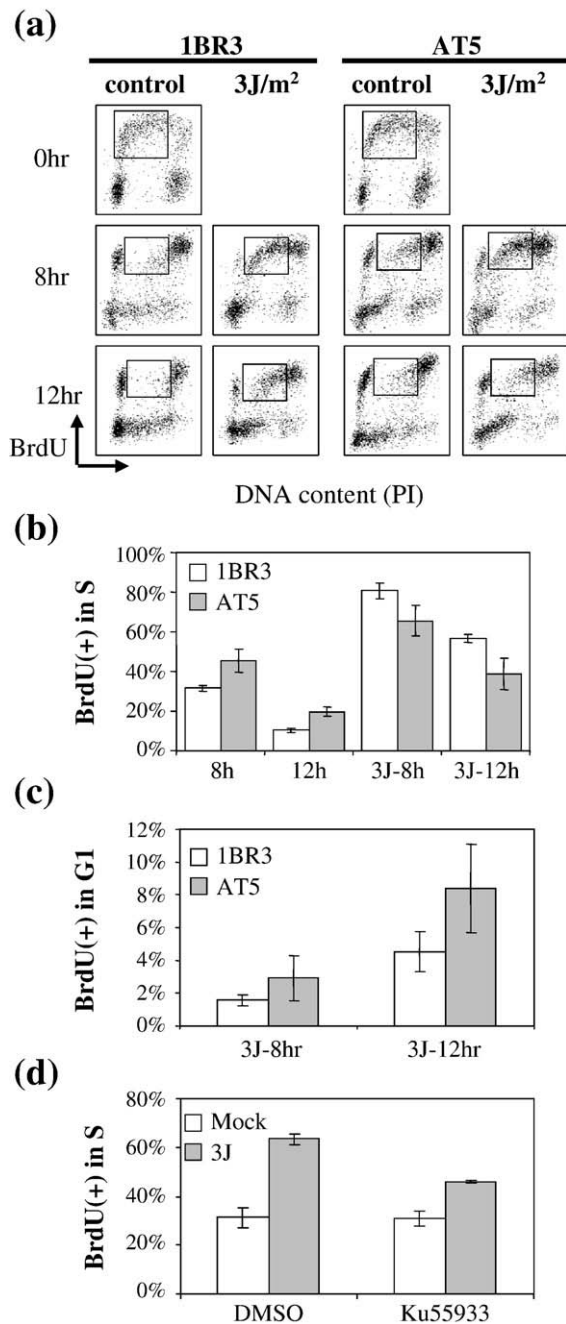 (a)
1BR3 AT5
control 3J/m² control 3J/m²
0hr
8hr
12hr
BrdU
DNA content (PI)
(b)
BrdU(+) in S
100%
80%
60%
40%
20%
0%
1BR3
AT5
8h 12h 3J-8h 3J-12h
(c)
BrdU(+) in G1
12%
10%
8%
6%
4%
2%
0%
1BR3
AT5
3J-8hr 3J-12hr
(d)
BrdU(+) in S
80%
60%
40%
20%
0%
Mock
3J
DMSO Ku55933